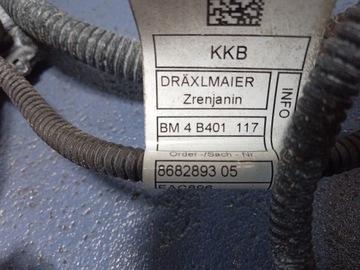 KKB
DRÄXLMAIER
Zrenjanin
INFO
BM 4 B401 117
Order-/Sach-Nr.
8682893 05